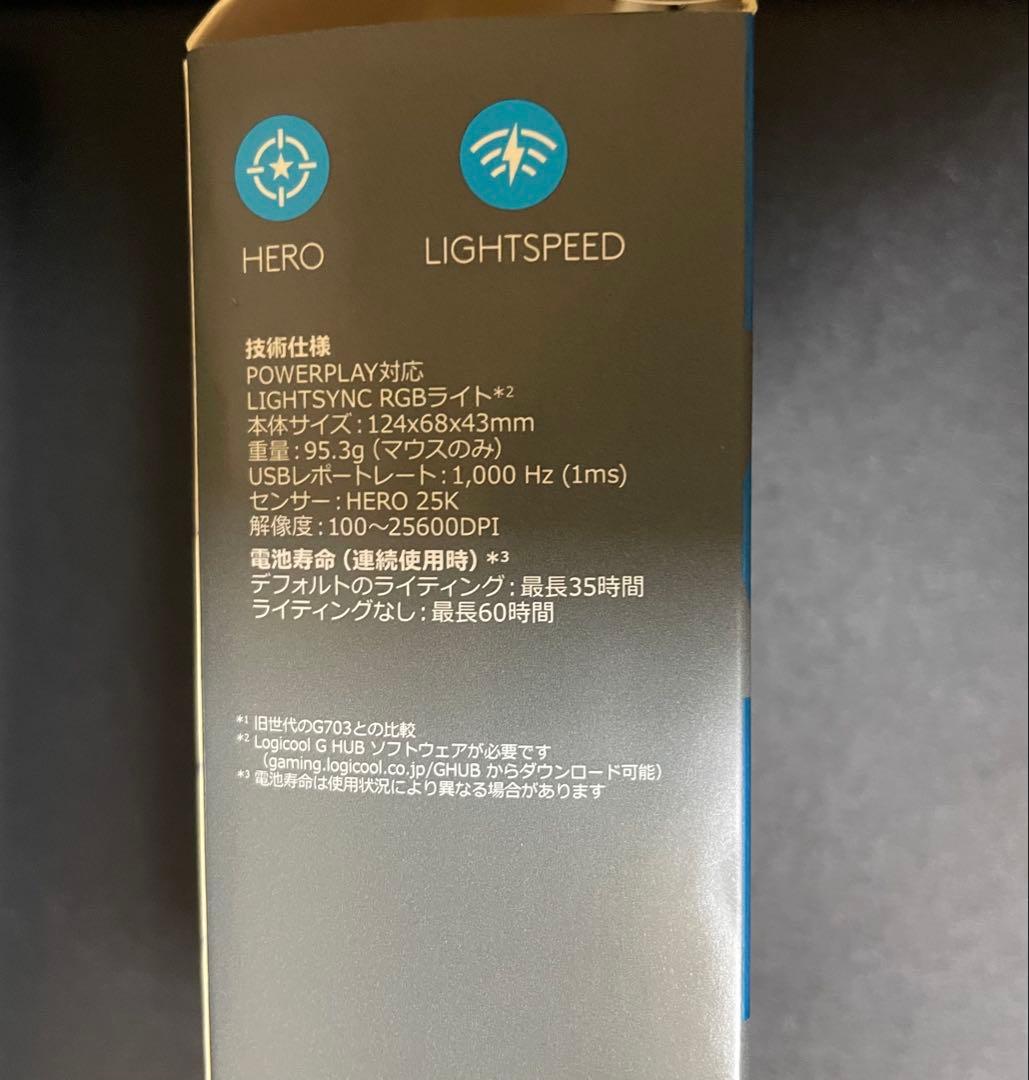 HERO
LIGHTSPEED
技術仕様
POWERPLAY対応
LIGHTSYNC RGBライト*2
本体サイズ:124x68x43mm
重量:95.3g (マウスのみ)
USBレポートレート:1,000 Hz (1ms)
センサー:HERO 25K
解像度:100～25600DPI
電池寿命 (連続使用時) *3
デフォルトのライティング:最長35時間
ライティングなし:最長60時間
*1 旧世代のG703との比較
*2 Logicool G HUB ソフトウェアが必要です
(gaming.logicool.co.jp/GHUB からダウンロード可能)
*3 電池寿命は使用状況により異なる場合があります